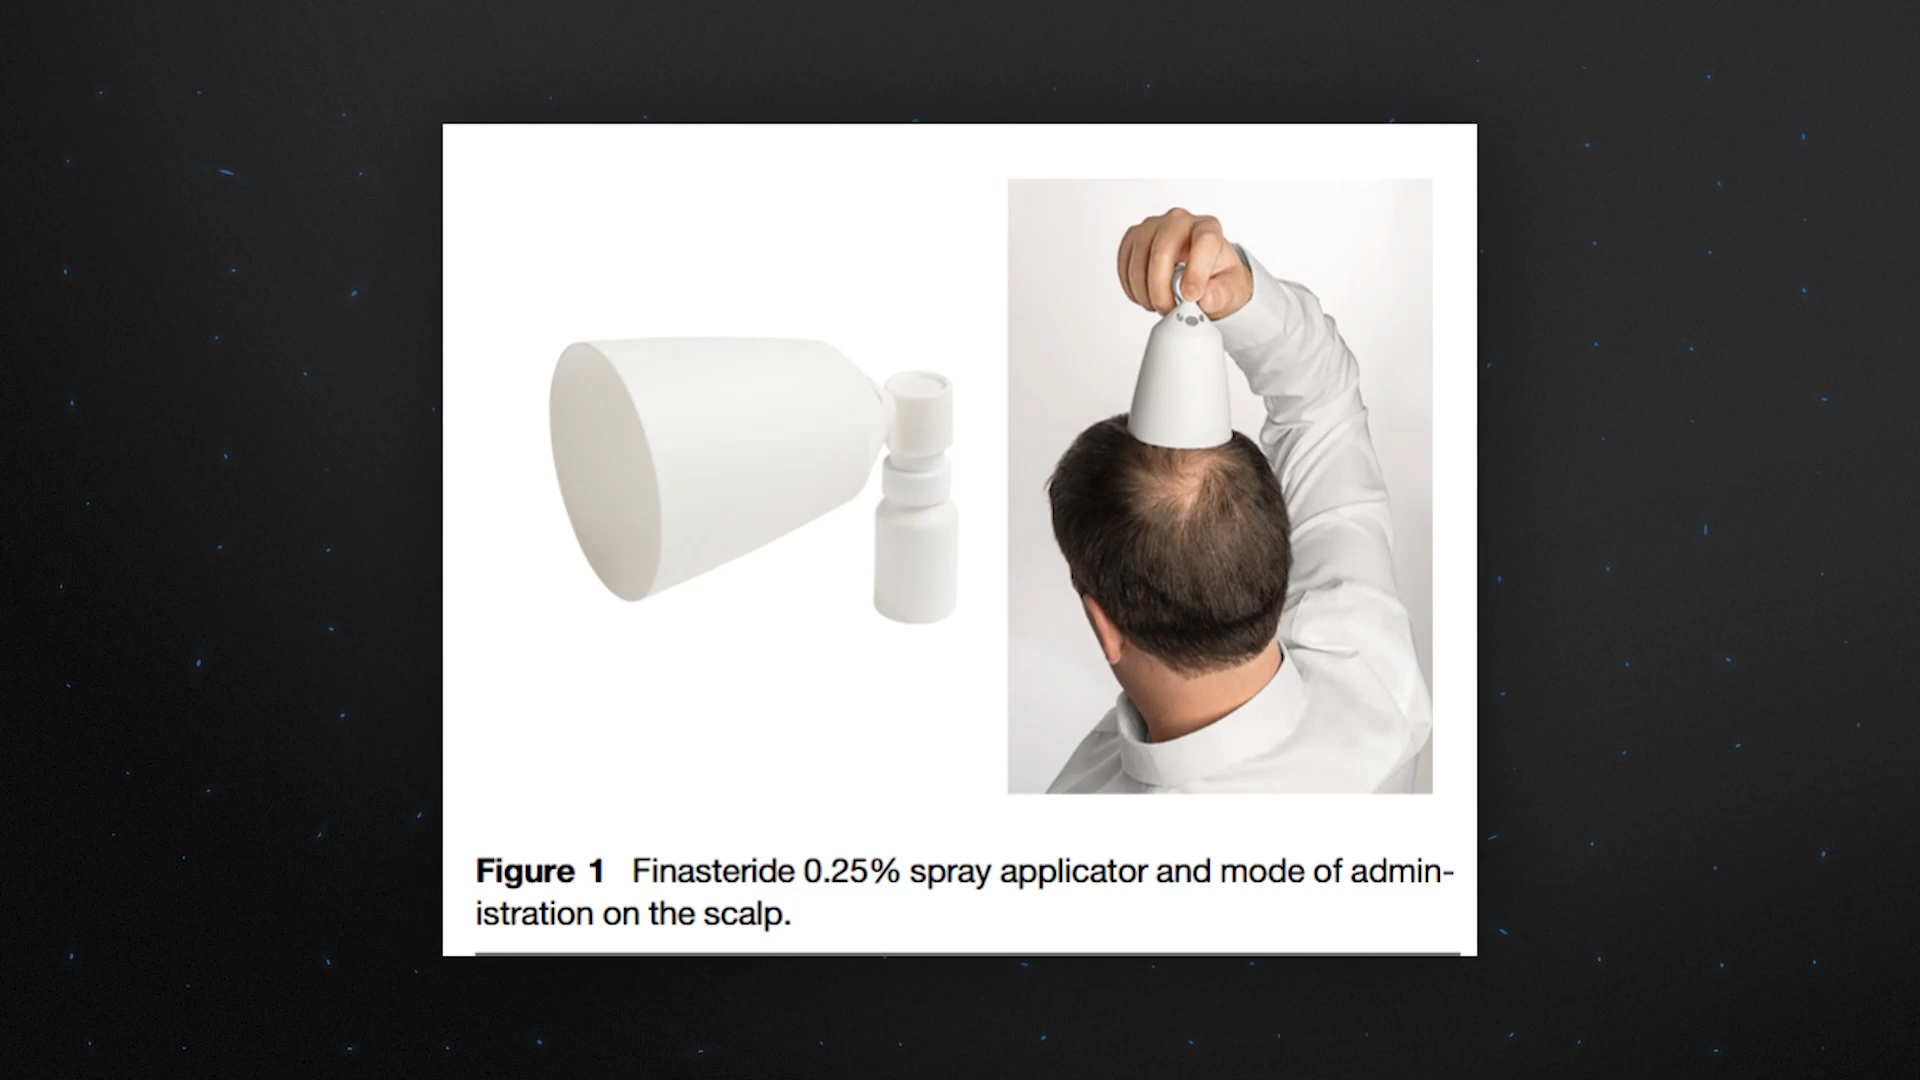 Figure 1 Finasteride 0.25% spray applicator and mode of admin-
istration on the scalp.